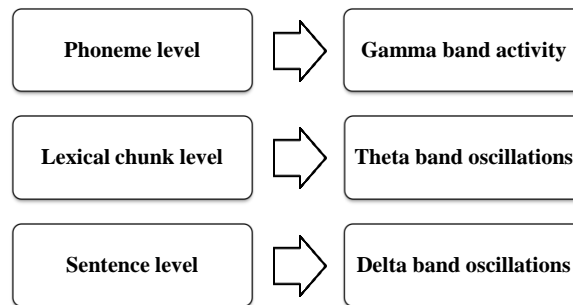 Phoneme level
Gamma band activity
Lexical chunk level
Theta band oscillations
Sentence level
Delta band oscillations